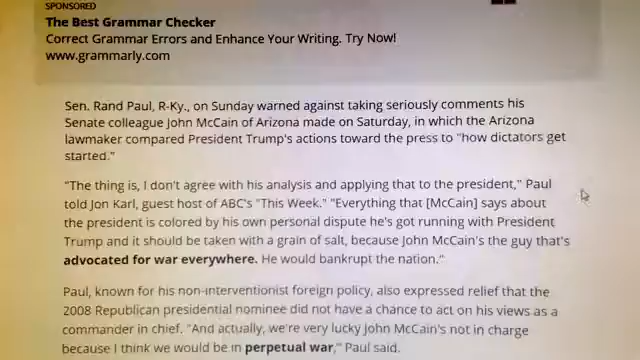 SPONSORED
The Best Grammar Checker
Correct Grammar Errors and Enhance Your Writing. Try Now!
www.grammarly.com
Sen. Rand Paul, R-Ky., on Sunday warned against taking seriously comments his
Senate colleague John McCain of Arizona made on Saturday, in which the Arizona
lawmaker compared President Trump's actions toward the press to "how dictators get
started."
"The thing is, I don't agree with his analysis and applying that to the president," Paul
told Jon Karl, guest host of ABC's "This Week." "Everything that [McCain] says about
the president is colored by his own personal dispute he's got running with President
Trump and it should be taken with a grain of salt, because John McCain's the guy that's
advocated for war everywhere. He would bankrupt the nation."
Paul, known for his non-interventionist foreign policy, also expressed relief that the
2008 Republican presidential nominee did not have a chance to act on his views as a
commander in chief. "And actually, we're very lucky John McCain's not in charge
because I think we would be in perpetual war," Paul said.